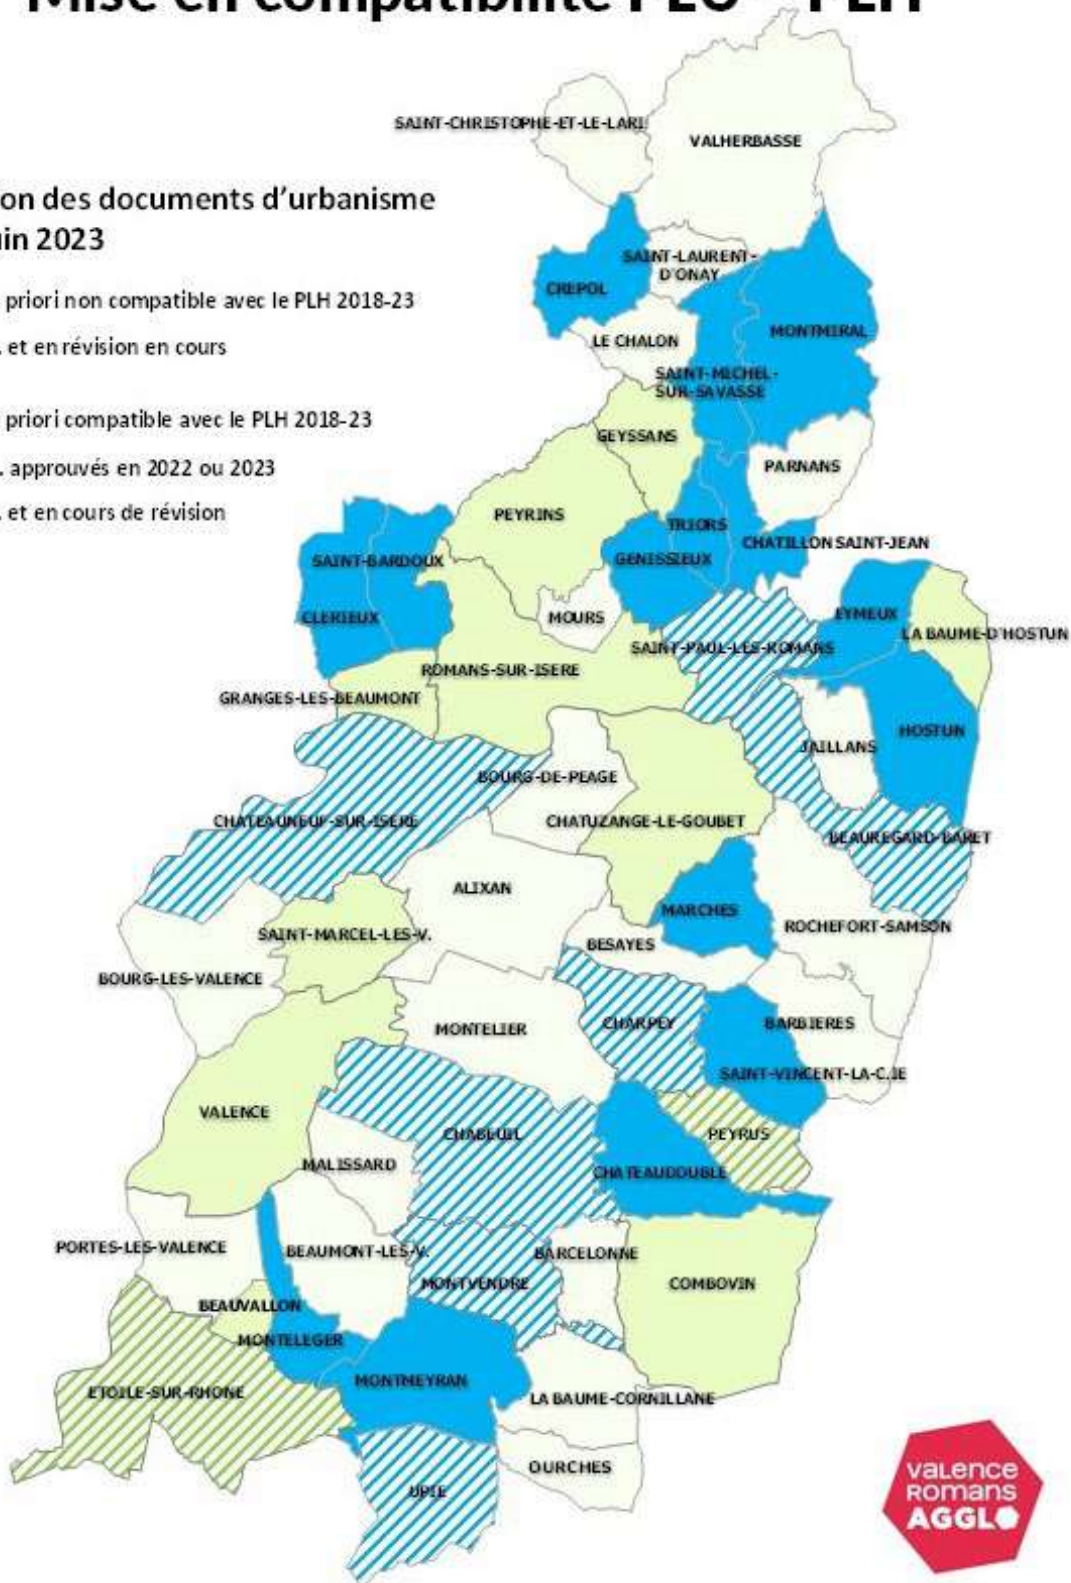 Mise en compatibilité PLU – PLH
SAINT-CHRISTOPHE-ET-LE-LARI
VALHERBASSE
on des documents d'urbanisme
uin 2023
SAINT-LAURENT-
D'ONAY
CREPOL
priori non compatible avec le PLH 2018-23
MONTMIRAL
LE CHALON
. et en révision en cours
SAINT-MICHEL-
SUR-SAVASSE
priori compatible avec le PLH 2018-23
GEYSSANS
. approuvés en 2022 ou 2023
PARNANS
. et en cours de révision
PEYRINS
TRIORS
CHATILLON SAINT-JEAN
SAINT-BARDOUX
GENISSIEUX
CLERIEUX
MOURS
EYMEUX
LA BAUME-D'HOSTUN
SAINT-PAUL-LES-ROMANS
ROMANS-SUR-ISERE
GRANGES-LES-BEAUMONT
HOSTUN
JAILLANS
BOURG-DE-PEAGE
CHATEAUNEUF-SUR-ISERE
CHATUZANGE-LE-GOUBET
BEAUREGARD-BARET
ALIXAN
MARCHES
ROCHEFORT-SAMSON
SAINT-MARCEL-LES-V.
BESAYES
BOURG-LES-VALENCE
MONTELIER
CHARPEY
BARBIERES
SAINT-VINCENT-LA-C.IE
VALENCE
CHABEUIL
PEYRUS
MALISSARD
CHATEAUDOUBLE
PORTES-LES-VALENCE
BEAUMONT-LES-V.
BARCELONNE
MONTVENDRE
COMBOVIN
BEAUVALLON
MONTELEGER
ETOILE-SUR-RHONE
MONTMEYRAN
LA BAUME-CORNILLANE
OURCHES
UPIE
valence
Romans
AGGLO